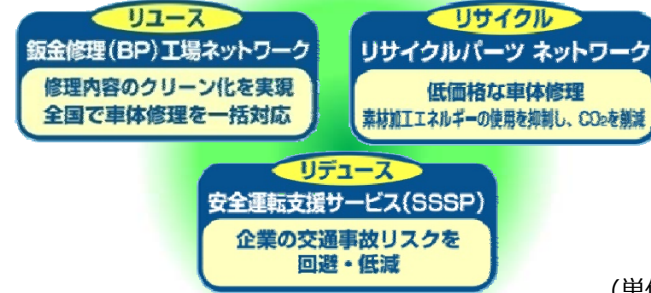 リユース
鈑金修理(BP)工場ネットワーク
修理内容のクリーン化を実現
全国で車体修理を一括対応
リサイクル
リサイクルパーツ ネットワーク
低価格な車体修理
素材加工エネルギーの使用を抑制し、CO2を削減
リデュース
安全運転支援サービス(SSSP)
企業の交通事故リスクを
回避・低減
(単位